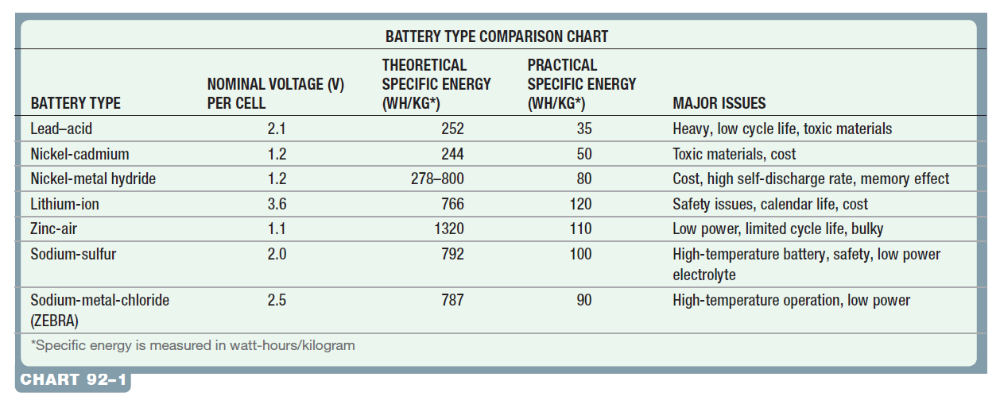 BATTERY TYPE COMPARISON CHART
BATTERY TYPE NOMINAL VOLTAGE (V) PER CELL THEORETICAL SPECIFIC ENERGY (WH/KG*) PRACTICAL SPECIFIC ENERGY (WH/KG*) MAJOR ISSUES
Lead–acid 2.1 252 35 Heavy, low cycle life, toxic materials
Nickel-cadmium 1.2 244 50 Toxic materials, cost
Nickel-metal hydride 1.2 278–800 80 Cost, high self-discharge rate, memory effect
Lithium-ion 3.6 766 120 Safety issues, calendar life, cost
Zinc-air 1.1 1320 110 Low power, limited cycle life, bulky
Sodium-sulfur 2.0 792 100 High-temperature battery, safety, low power
electrolyte
Sodium-metal-chloride 2.5 787 90 High-temperature operation, low power
(ZEBRA)
*Specific energy is measured in watt-hours/kilogram
CHART 92–1